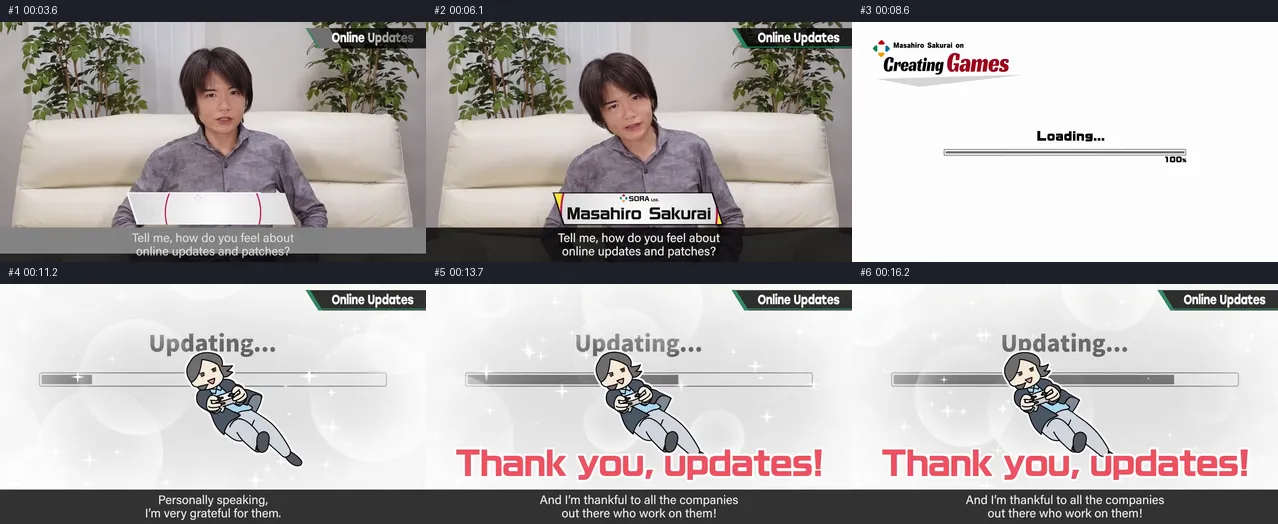 #1 00:03.6
Online Updates
Tell me, how do you feel about
online updates and patches?
#2 00:06.1
Online Updates
SORA LTD.
Masahiro Sakurai
Tell me, how do you feel about
online updates and patches?
#3 00:08.6
Masahiro Sakurai on
Creating Games
Loading...
100%
#4 00:11.2
Online Updates
Updating...
Personally speaking,
I'm very grateful for them.
#5 00:13.7
Online Updates
Updating...
Thank you, updates!
And I'm thankful to all the companies
out there who work on them!
#6 00:16.2
Online Updates
Updating...
Thank you, updates!
And I'm thankful to all the companies
out there who work on them!